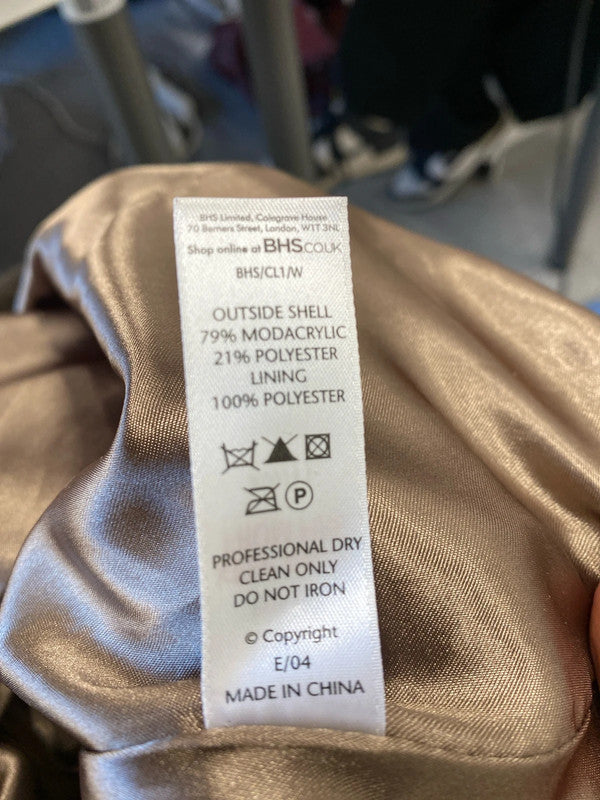 BHS Limited, Colngrave House
70 Berners Street, London, W1T 3NL
Shop online at BHS.CO.UK
BHS/CL1/W
OUTSIDE SHELL
79% MODACRYLIC
21% POLYESTER
LINING
100% POLYESTER
P
PROFESSIONAL DRY
CLEAN ONLY
DO NOT IRON
© Copyright
E/04
MADE IN CHINA